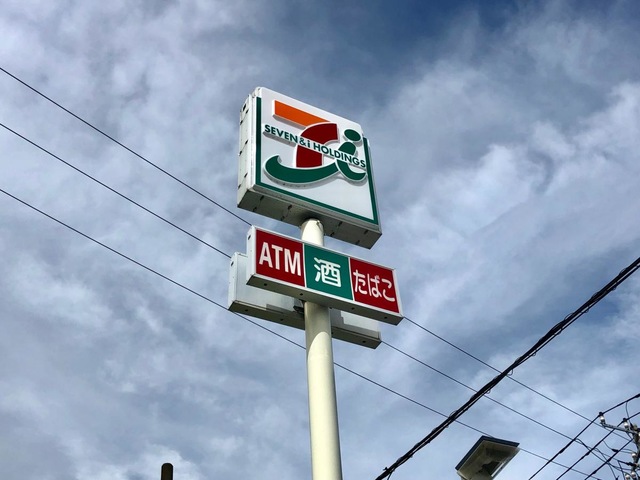 SEVEN & i HOLDINGS
ATM 酒 たばこ